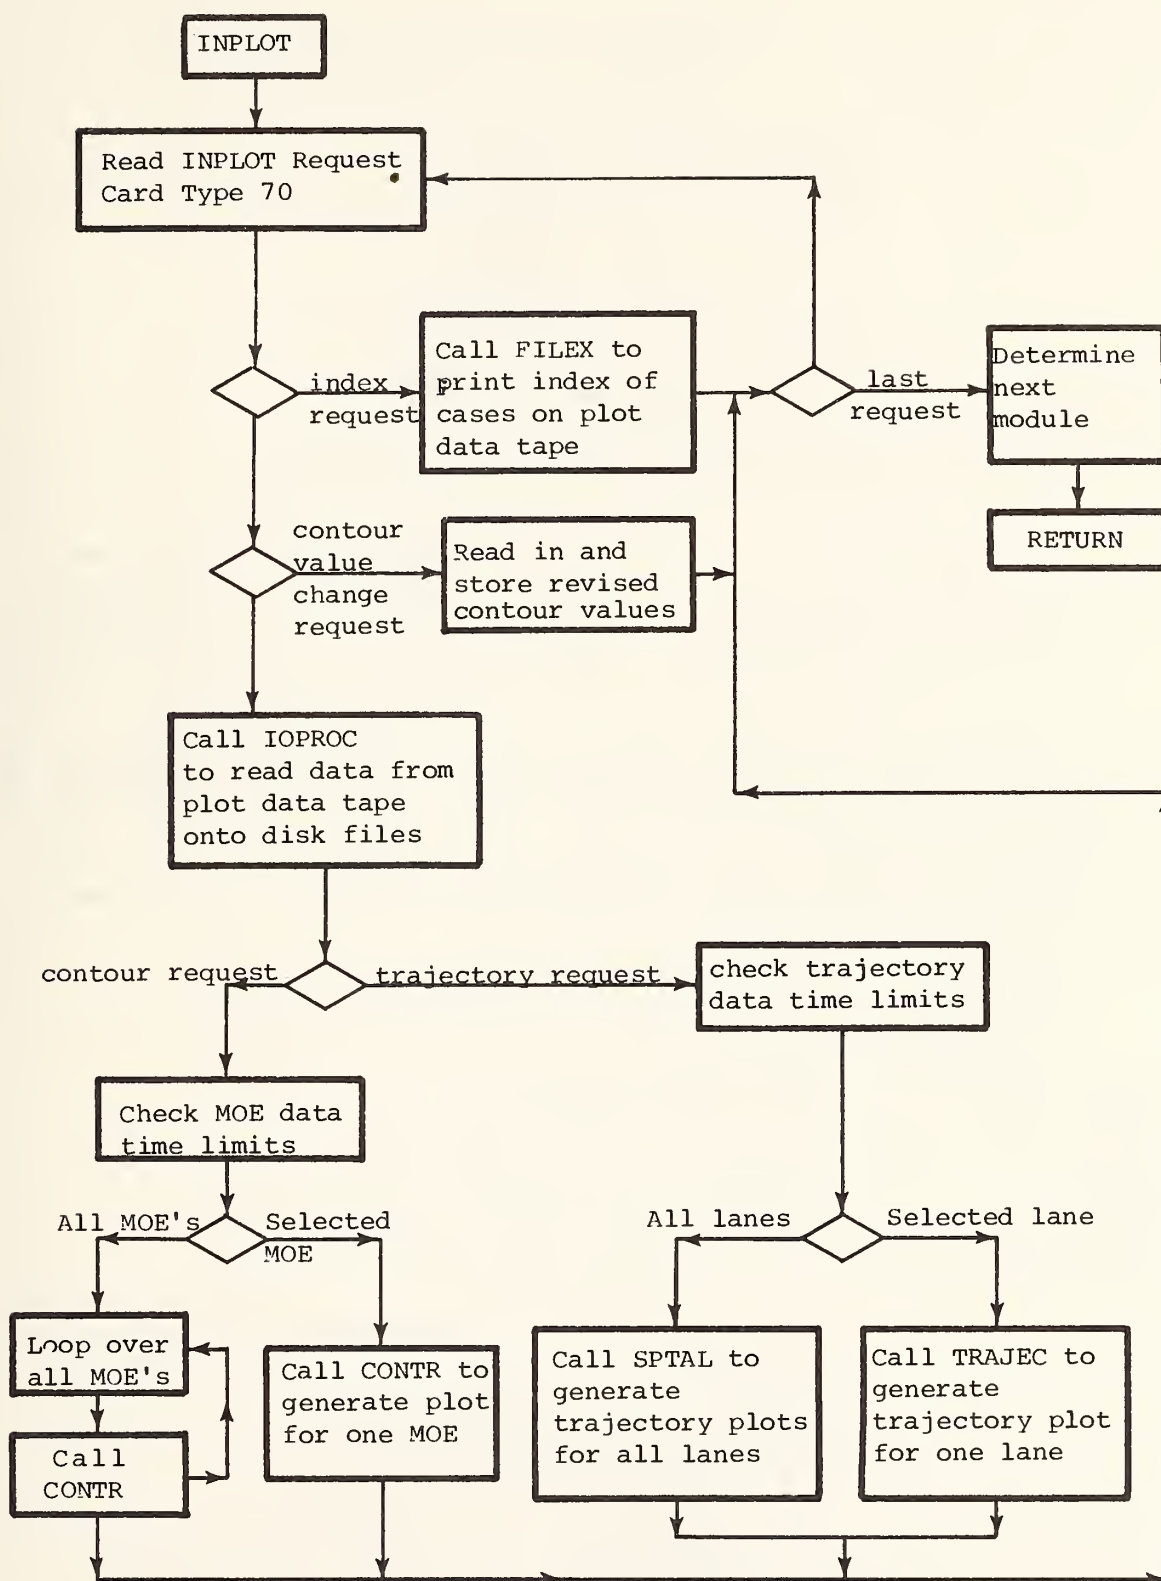 INPLOT
Read INPLOT Request
Card Type 70
index
request
Call FILEX to
print index of
cases on plot
data tape
last
request
Determine
next
module
RETURN
contour
value
change
request
Read in and
store revised
contour values
Call IOPROC
to read data from
plot data tape
onto disk files
contour request
trajectory request
check trajectory
data time limits
Check MOE data
time limits
All MOE's
Selected
MOE
All lanes
Selected lane
Loop over
all MOE's
Call
CONTR
Call CONTR to
generate plot
for one MOE
Call SPTAL to
generate
trajectory plots
for all lanes
Call TRAJEC to
generate
trajectory plot
for one lane